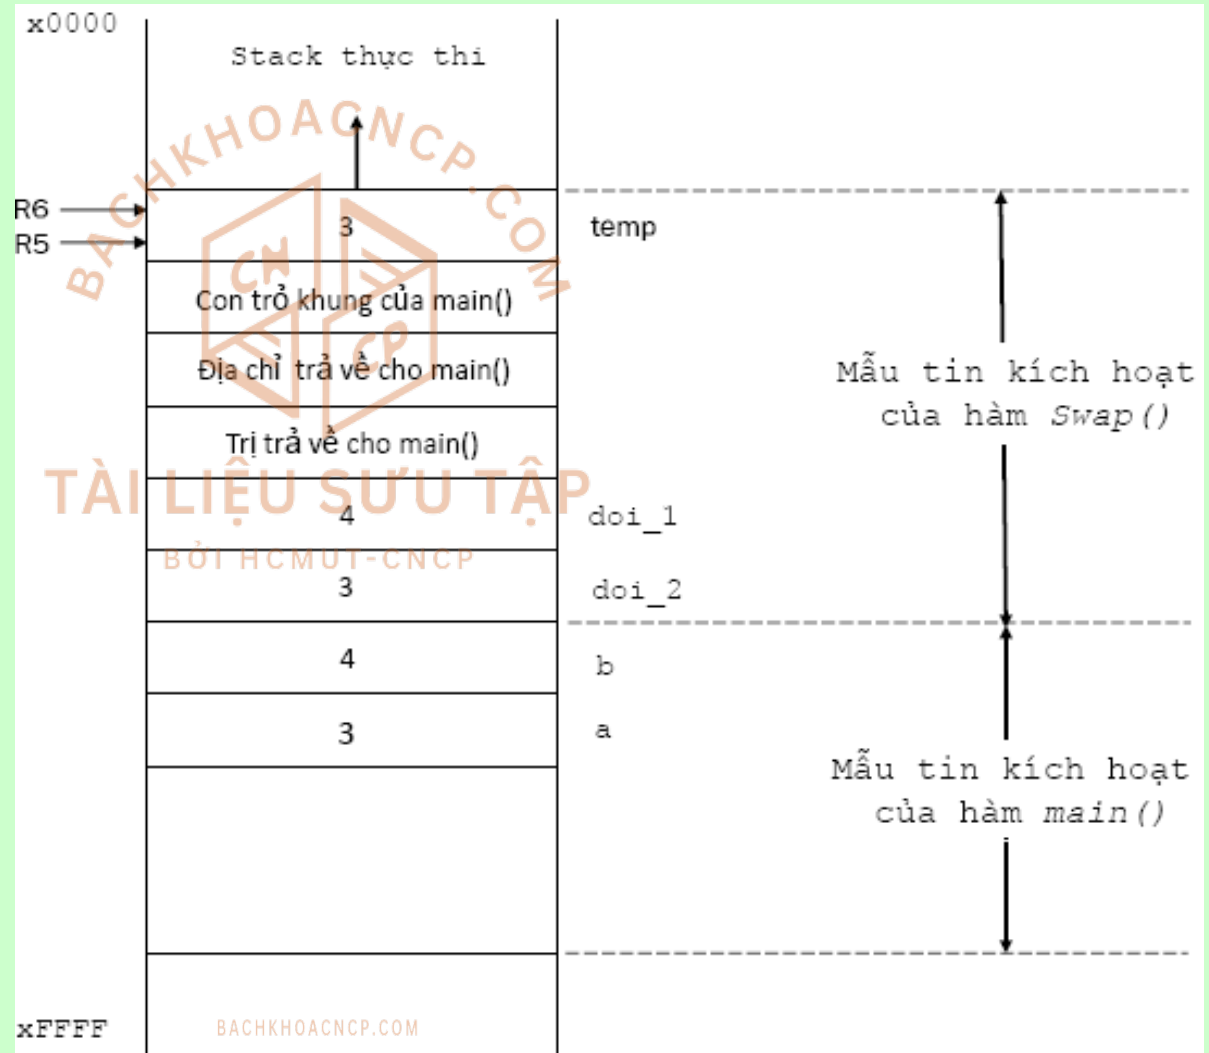 x0000
Stack thực thi
BACHKHOACNCP.COM
R6
R5
3
temp
CN
CP
Con trỏ khung của main()
Địa chỉ trả về cho main()
Trị trả về cho main()
Mẫu tin kích hoạt
của hàm Swap()
TÀI LIỆU SƯU TẬP
4
doi_1
BỞI HCMUT-CNCP
3
doi_2
4
b
3
a
Mẫu tin kích hoạt
của hàm main()
xFFFF
BACHKHOACNCP.COM